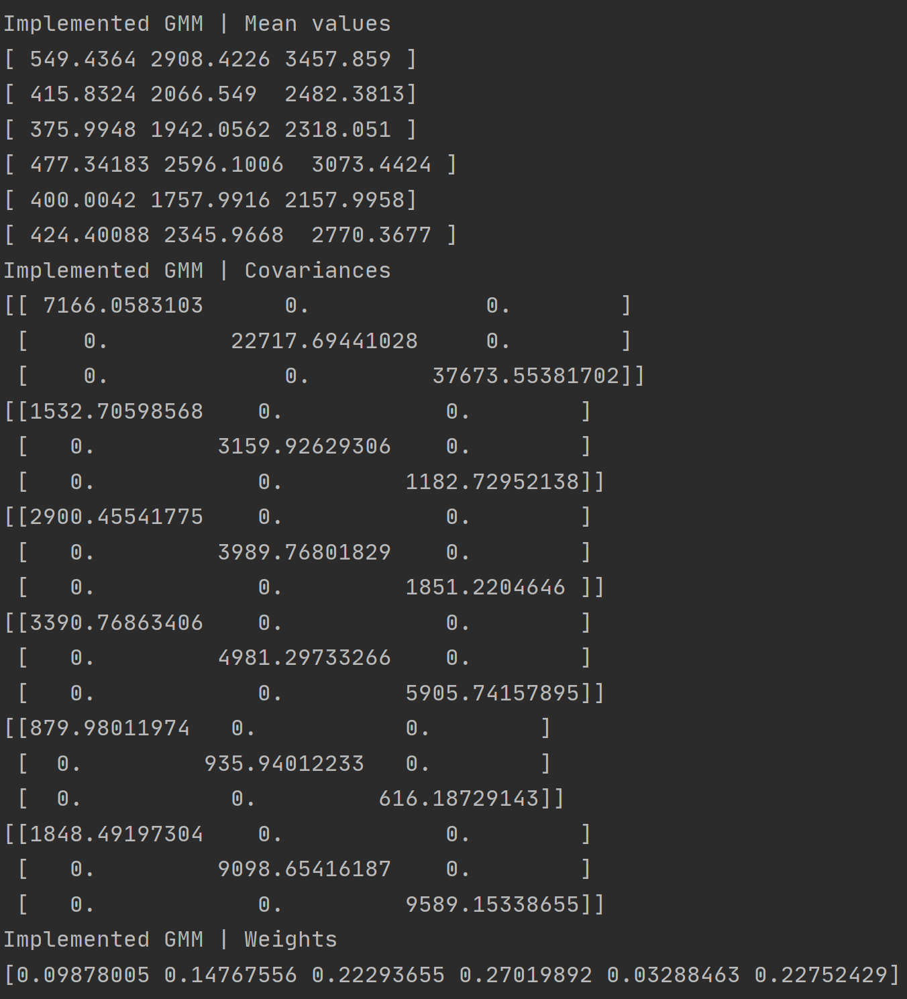 Implemented GMM | Mean values
[ 549.4364 2908.4226 3457.859 ]
[ 415.8324 2066.549  2482.3813]
[ 375.9948 1942.0562 2318.051 ]
[ 477.34183 2596.1006  3073.4424 ]
[ 400.0042 1757.9916 2157.9958]
[ 424.40088 2345.9668  2770.3677 ]
Implemented GMM | Covariances
[[ 7166.0583103      0.             0.        ]
 [    0.         22717.69441028     0.        ]
 [    0.             0.         37673.55381702]]
[[1532.70598568    0.            0.        ]
 [   0.         3159.92629306    0.        ]
 [   0.            0.         1182.72952138]]
[[2900.45541775    0.            0.        ]
 [   0.         3989.76801829    0.        ]
 [   0.            0.         1851.2204646 ]]
[[3390.76863406    0.            0.        ]
 [   0.         4981.29733266    0.        ]
 [   0.            0.         5905.74157895]]
[[879.98011974   0.           0.        ]
 [  0.         935.94012233   0.        ]
 [  0.           0.         616.18729143]]
[[1848.49197304    0.            0.        ]
 [   0.         9098.65416187    0.        ]
 [   0.            0.         9589.15338655]]
Implemented GMM | Weights
[0.09878005 0.14767556 0.22293655 0.27019892 0.03288463 0.22752429]